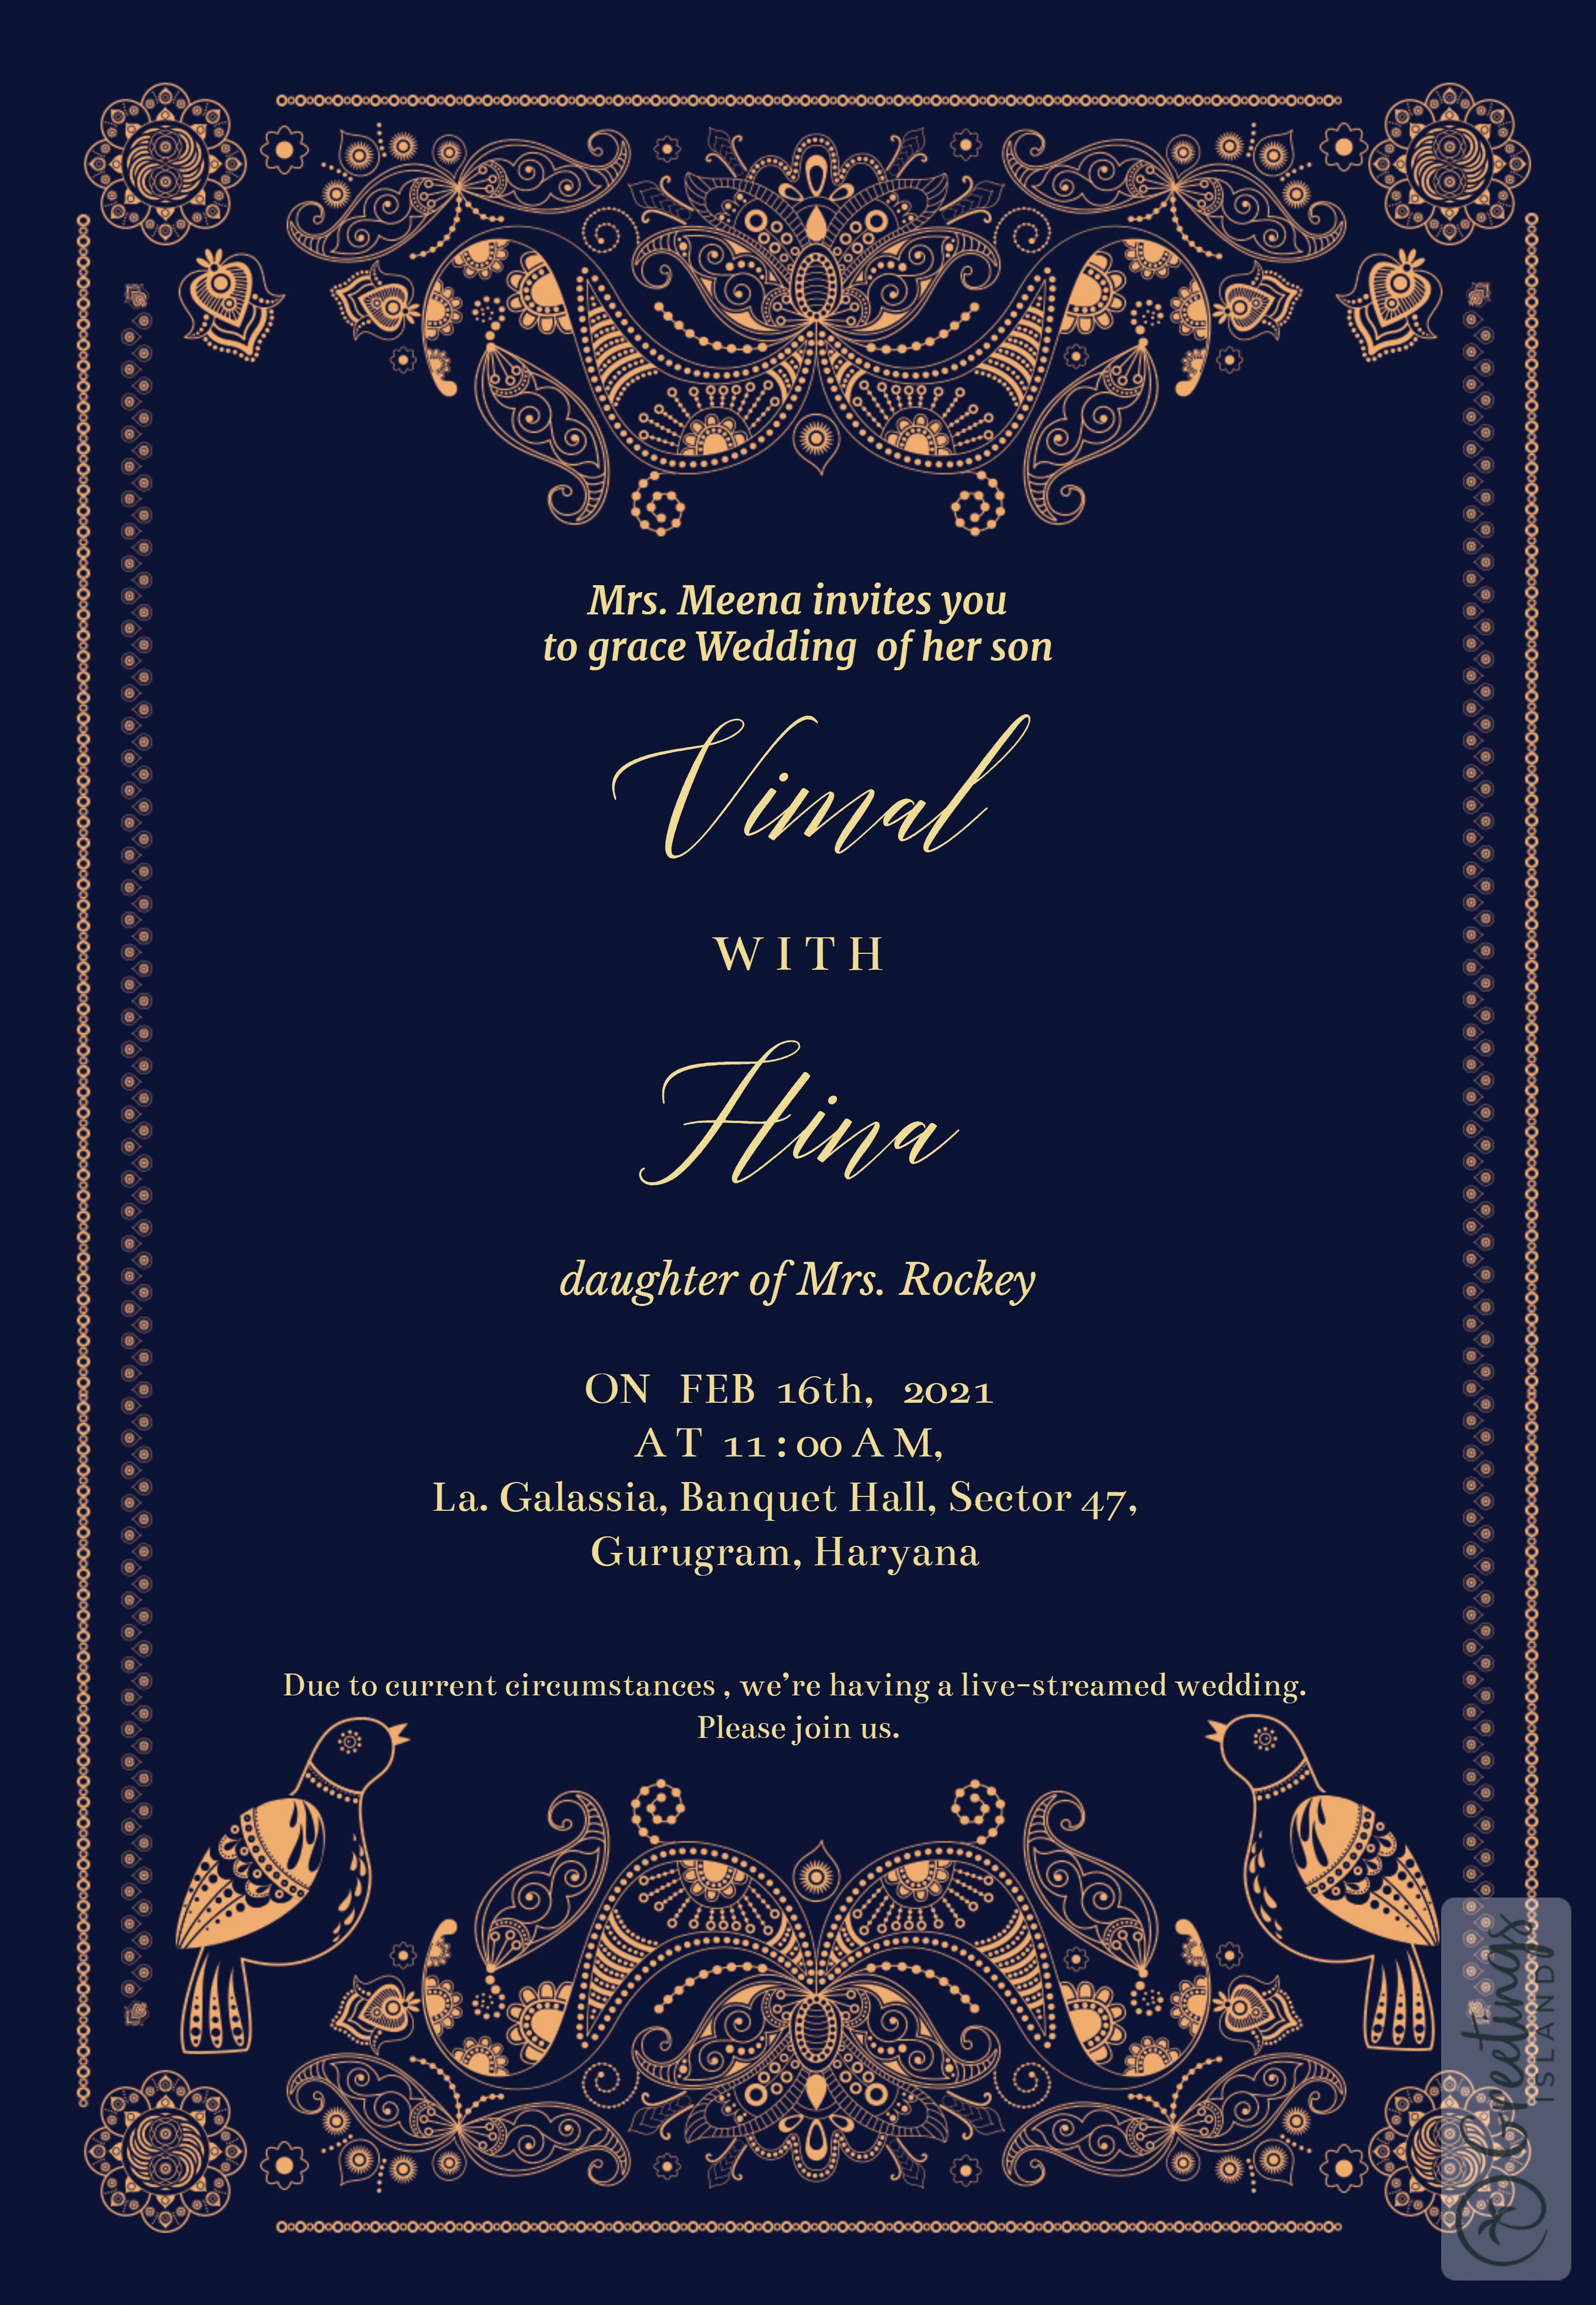 Mrs. Meena invites you
to grace Wedding of her son
Vimal
WITH
Hina
daughter of Mrs. Rockey
ON FEB 16th, 2021
AT 11:00 AM,
La. Galassia, Banquet Hall, Sector 47,
Gurugram, Haryana
Due to current circumstances , we're having a live-streamed wedding.
Please join us.
Greetings
ISLAND